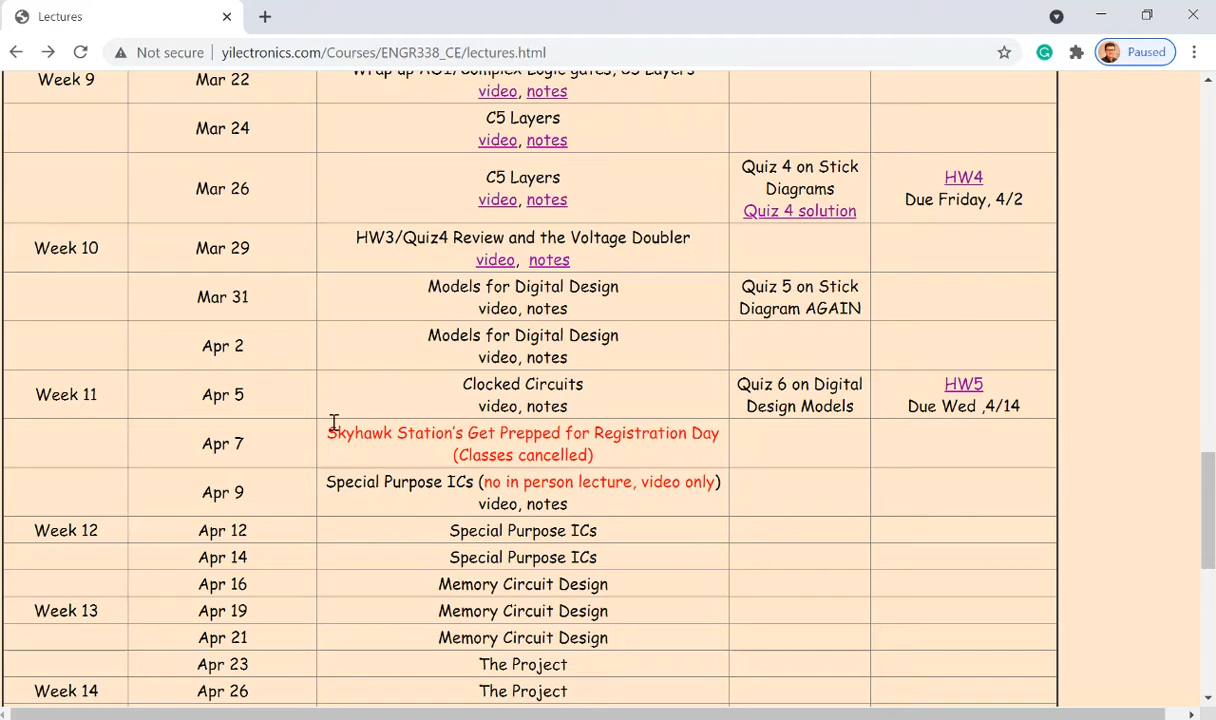 Lectures
Paused
Not secure | yilectronics.com/Courses/ENGR338_CE/lectures.html
Week 9 Mar 22 Wrap up AOI/Complex Logic gates, C5 Layers
video, notes
Mar 24 C5 Layers
video, notes
Mar 26 C5 Layers
video, notes
Quiz 4 on Stick
Diagrams
Quiz 4 solution
HW4
Due Friday, 4/2
Week 10 Mar 29 HW3/Quiz4 Review and the Voltage Doubler
video, notes
Mar 31 Models for Digital Design
video, notes
Quiz 5 on Stick
Diagram AGAIN
Apr 2 Models for Digital Design
video, notes
Week 11 Apr 5 Clocked Circuits
video, notes
Quiz 6 on Digital
Design Models
HW5
Due Wed ,4/14
Apr 7 Skyhawk Station's Get Prepped for Registration Day
(Classes cancelled)
Apr 9 Special Purpose ICs (no in person lecture, video only)
video, notes
Week 12 Apr 12 Special Purpose ICs
Apr 14 Special Purpose ICs
Apr 16 Memory Circuit Design
Week 13 Apr 19 Memory Circuit Design
Apr 21 Memory Circuit Design
Apr 23 The Project
Week 14 Apr 26 The Project